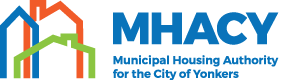 MHACY
Municipal Housing Authority
for the City of Yonkers